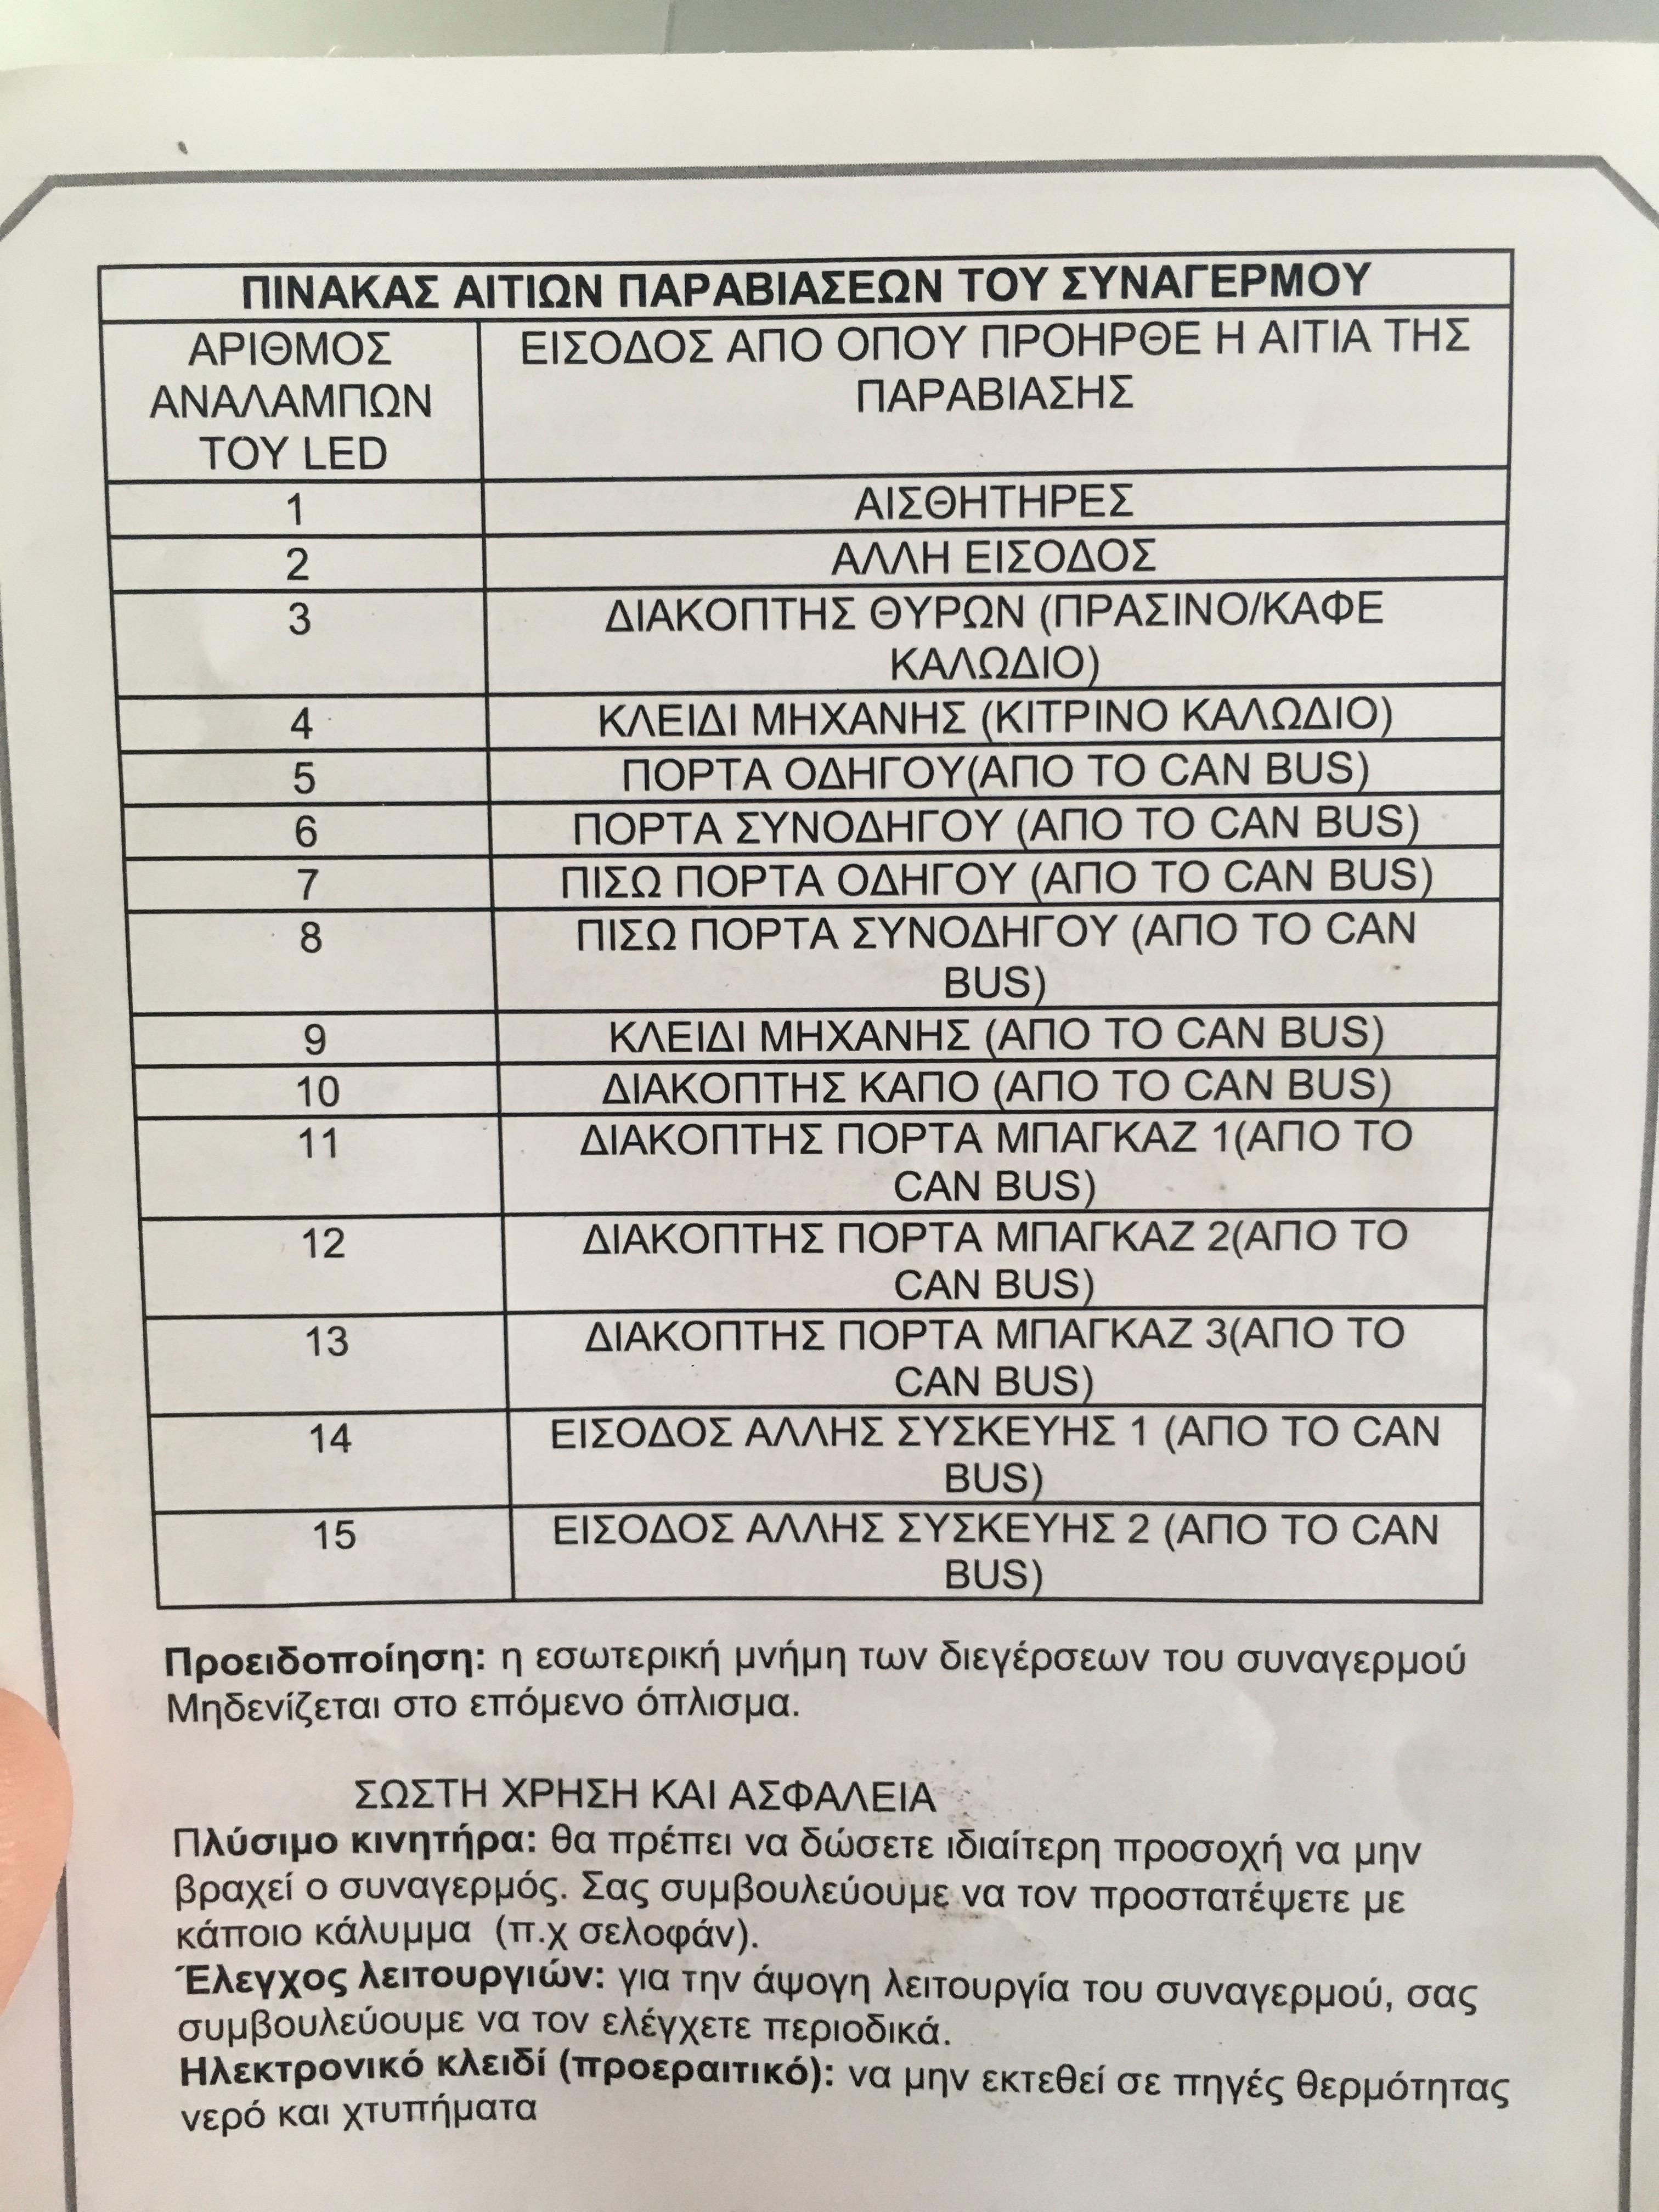 ΠΙΝΑΚΑΣ ΑΙΤΙΩΝ ΠΑΡΑΒΙΑΣΕΩΝ ΤΟΥ ΣΥΝΑΓΕΡΜΟΥ
ΑΡΙΘΜΟΣ
ΑΝΑΛΑΜΠΩΝ
ΤΟΥ LED
ΕΙΣΟΔΟΣ ΑΠΟ ΟΠΟΥ ΠΡΟΗΡΘΕ Η ΑΙΤΙΑ ΤΗΣ
ΠΑΡΑΒΙΑΣΗΣ
1
ΑΙΣΘΗΤΗΡΕΣ
2
ΑΛΛΗ ΕΙΣΟΔΟΣ
3
ΔΙΑΚΟΠΤΗΣ ΘΥΡΩΝ (ΠΡΑΣΙΝΟ/ΚΑΦΕ
ΚΑΛΩΔΙΟ)
4
ΚΛΕΙΔΙ ΜΗΧΑΝΗΣ (ΚΙΤΡΙΝΟ ΚΑΛΩΔΙΟ)
5
ΠΟΡΤΑ ΟΔΗΓΟΥ(ΑΠΟ ΤΟ CAN BUS)
6
ΠΟΡΤΑ ΣΥΝΟΔΗΓΟΥ (ΑΠΟ ΤΟ CAN BUS)
7
ΠΙΣΩ ΠΟΡΤΑ ΟΔΗΓΟΥ (ΑΠΟ ΤΟ CAN BUS)
8
ΠΙΣΩ ΠΟΡΤΑ ΣΥΝΟΔΗΓΟΥ (ΑΠΟ ΤΟ CAN
BUS)
9
ΚΛΕΙΔΙ ΜΗΧΑΝΗΣ (ΑΠΟ ΤΟ CAN BUS)
10
ΔΙΑΚΟΠΤΗΣ ΚΑΠΟ (ΑΠΟ ΤΟ CAN BUS)
11
ΔΙΑΚΟΠΤΗΣ ΠΟΡΤΑ ΜΠΑΓΚΑΖ 1(ΑΠΟ ΤΟ
CAN BUS)
12
ΔΙΑΚΟΠΤΗΣ ΠΟΡΤΑ ΜΠΑΓΚΑΖ 2(ΑΠΟ ΤΟ
CAN BUS)
13
ΔΙΑΚΟΠΤΗΣ ΠΟΡΤΑ ΜΠΑΓΚΑΖ 3(ΑΠΟ ΤΟ
CAN BUS)
14
ΕΙΣΟΔΟΣ ΑΛΛΗΣ ΣΥΣΚΕΥΗΣ 1 (ΑΠΟ ΤΟ CAN
BUS)
15
ΕΙΣΟΔΟΣ ΑΛΛΗΣ ΣΥΣΚΕΥΗΣ 2 (ΑΠΟ ΤΟ CAN
BUS)
Προειδοποίηση: η εσωτερική μνήμη των διεγέρσεων του συναγερμού
Μηδενίζεται στο επόμενο όπλισμα.
ΣΩΣΤΗ ΧΡΗΣΗ ΚΑΙ ΑΣΦΑΛΕΙΑ
Πλύσιμο κινητήρα: θα πρέπει να δώσετε ιδιαίτερη προσοχή να μην
βραχεί ο συναγερμός. Σας συμβουλεύουμε να τον προστατέψετε με
κάποιο κάλυμμα (π.χ σελοφάν).
Έλεγχος λειτουργιών: για την άψογη λειτουργία του συναγερμού, σας
συμβουλεύουμε να τον ελέγχετε περιοδικά.
Ηλεκτρονικό κλειδί (προεραιτικό): να μην εκτεθεί σε πηγές θερμότητας
νερό και χτυπήματα